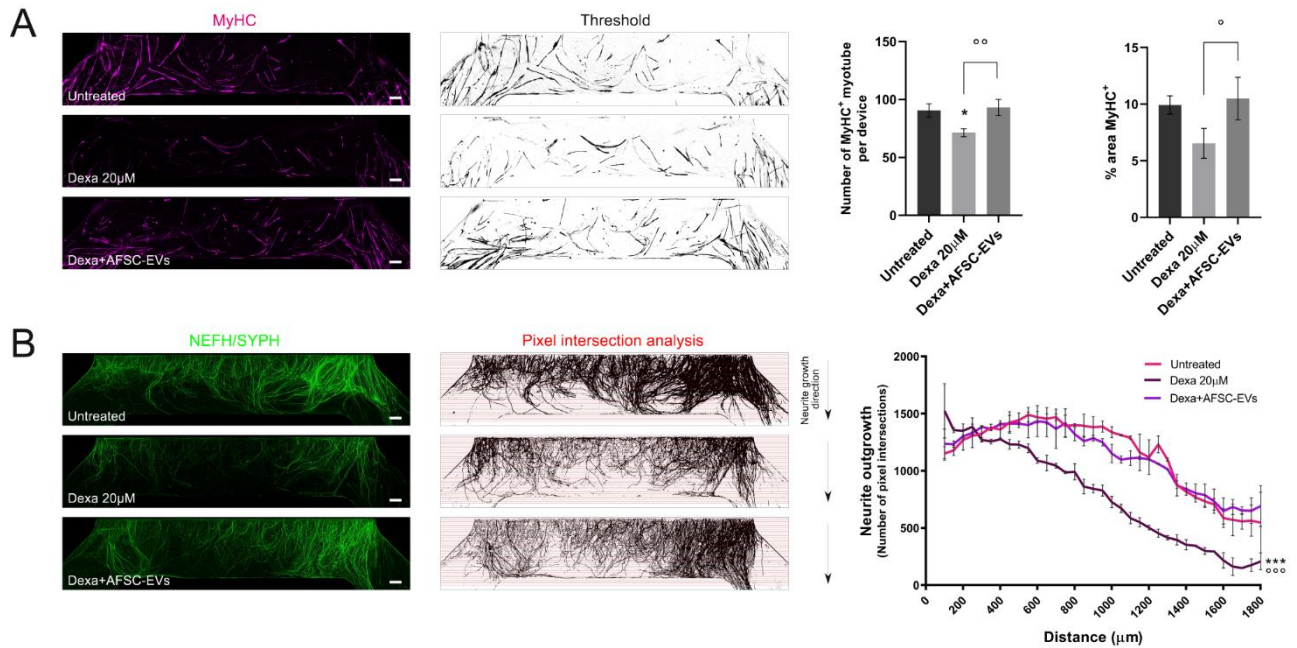 A
MyHC
Threshold
Untreated
Dexa 20µM
Dexa+AFSC-EVs
Number of MyHC⁺ myotube
per device
150
100
50
0
°°
*
Untreated
Dexa 20µM
Dexa+AFSC-EVs
% area MyHC⁺
15
10
5
0
°
Untreated
Dexa 20µM
Dexa+AFSC-EVs
B
NEFH/SYPH
Pixel intersection analysis
Untreated
Dexa 20µM
Dexa+AFSC-EVs
Neurite growth
direction
Neurite outgrowth
(Number of pixel intersections)
2000
1500
1000
500
0
Untreated
Dexa 20µM
Dexa+AFSC-EVs
***
°°°
0 200 400 600 800 1000 1200 1400 1600 1800
Distance (µm)